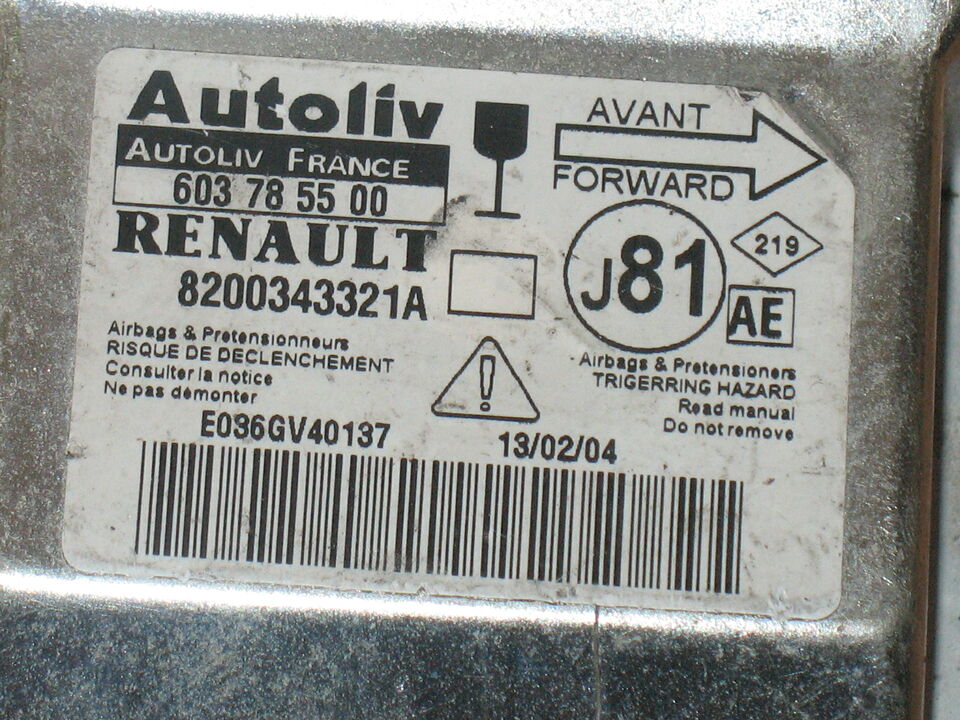 Autoliv
AUTOLIV FRANCE
603 78 55 00
RENAULT
8200343321A
AVANT
FORWARD
J81
219
AE
Airbags & Pretensionneurs
RISQUE DE DECLENCHEMENT
Consulter la notice
Ne pas démonter
Airbags & Pretensioners
TRIGERRING HAZARD
Read manual
Do not remove
E036GV40137
13/02/04